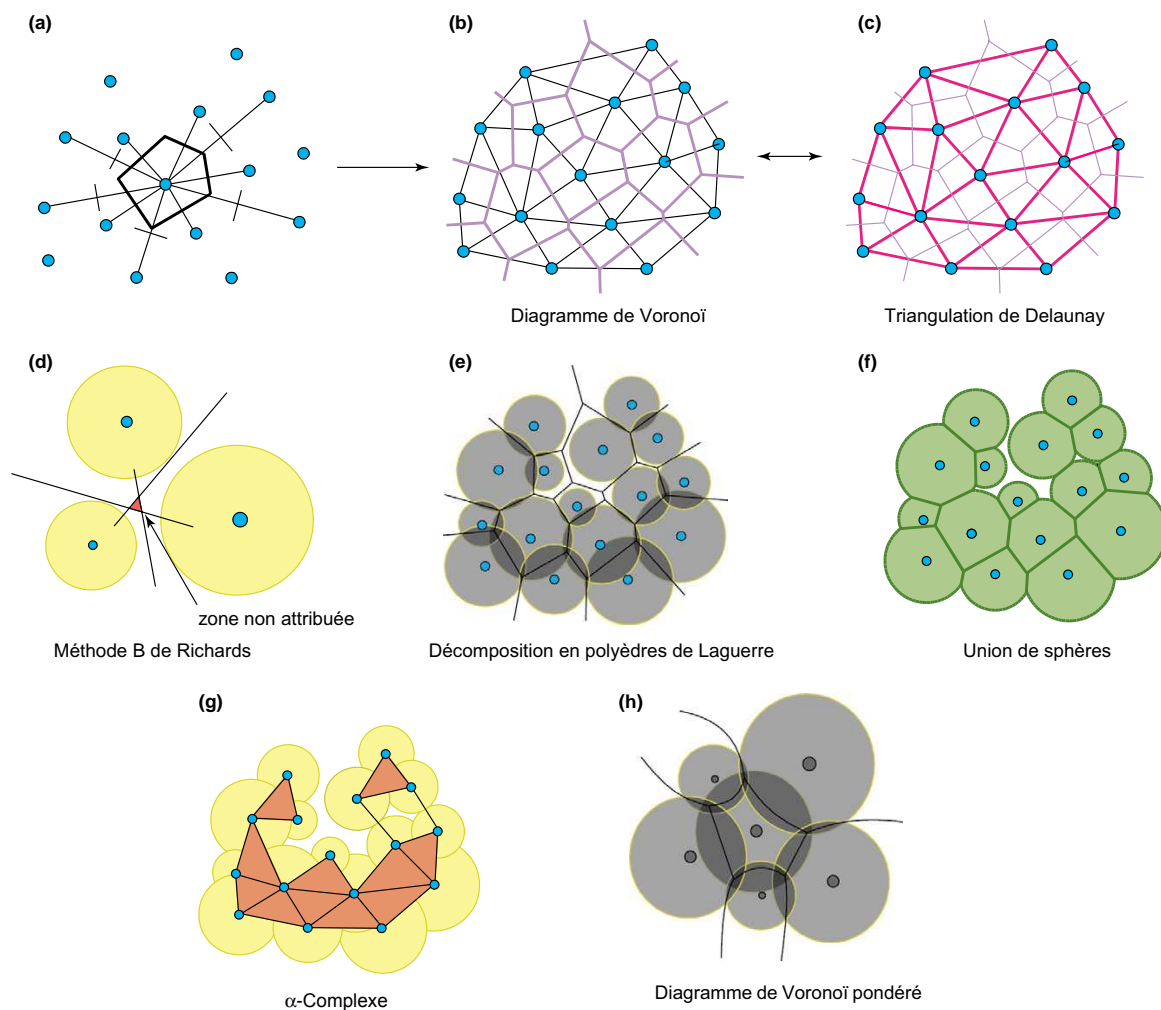 (a)
(b)
(c)
Diagramme de Voronoï
Triangulation de Delaunay
(d)
(e)
(f)
zone non attribuée
Méthode B de Richards
Décomposition en polyèdres de Laguerre
Union de sphères
(g)
(h)
α-Complexe
Diagramme de Voronoï pondéré